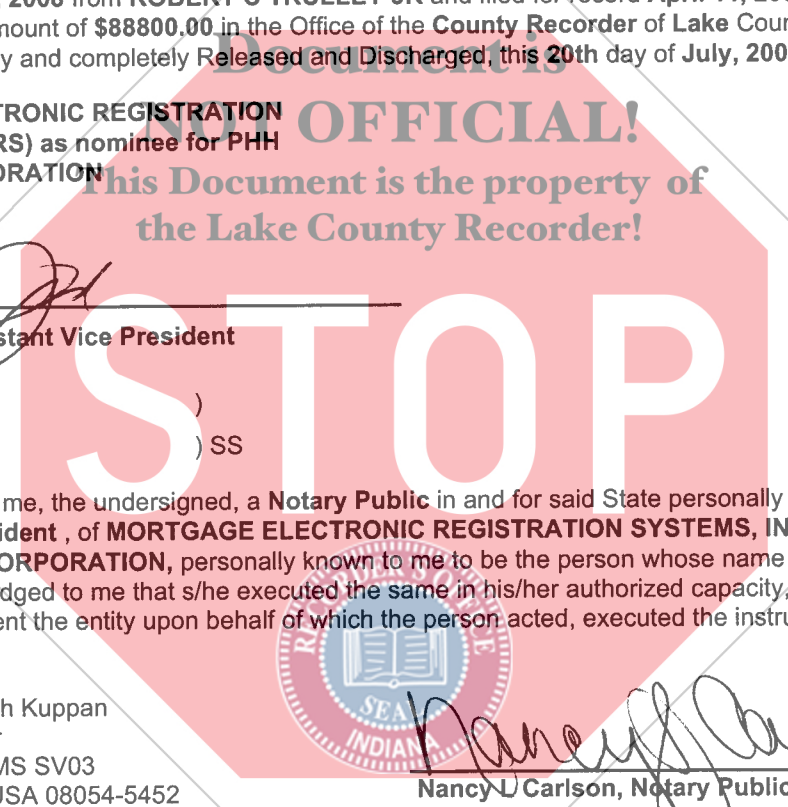 2008 from ROBERT
mount of $88800.00 in the Office of the County Recorder of Lake Coun
y and completely Released and Discharged, this 20th day of July, 200
Document is
TRONIC REGISTRATION
NOT OFFICIAL!
RS) as nominee for PHH
ORATION
This Document is the property of
the Lake County Recorder!
stant Vice President
STOP
)
) SS
me, the undersigned, a Notary Public in and for said State personally
ident , of MORTGAGE ELECTRONIC REGISTRATION SYSTEMS, IN
ORPORATION, personally known to me to be the person whose name
dged to me that s/he executed the same in his/her authorized capacity,
ent the entity upon behalf of which the person acted, executed the instru
RECORDER'S OFFICE
SEAL
INDIANA
h Kuppan
MS SV03
USA 08054-5452
Nancy L Carlson, Notary Public